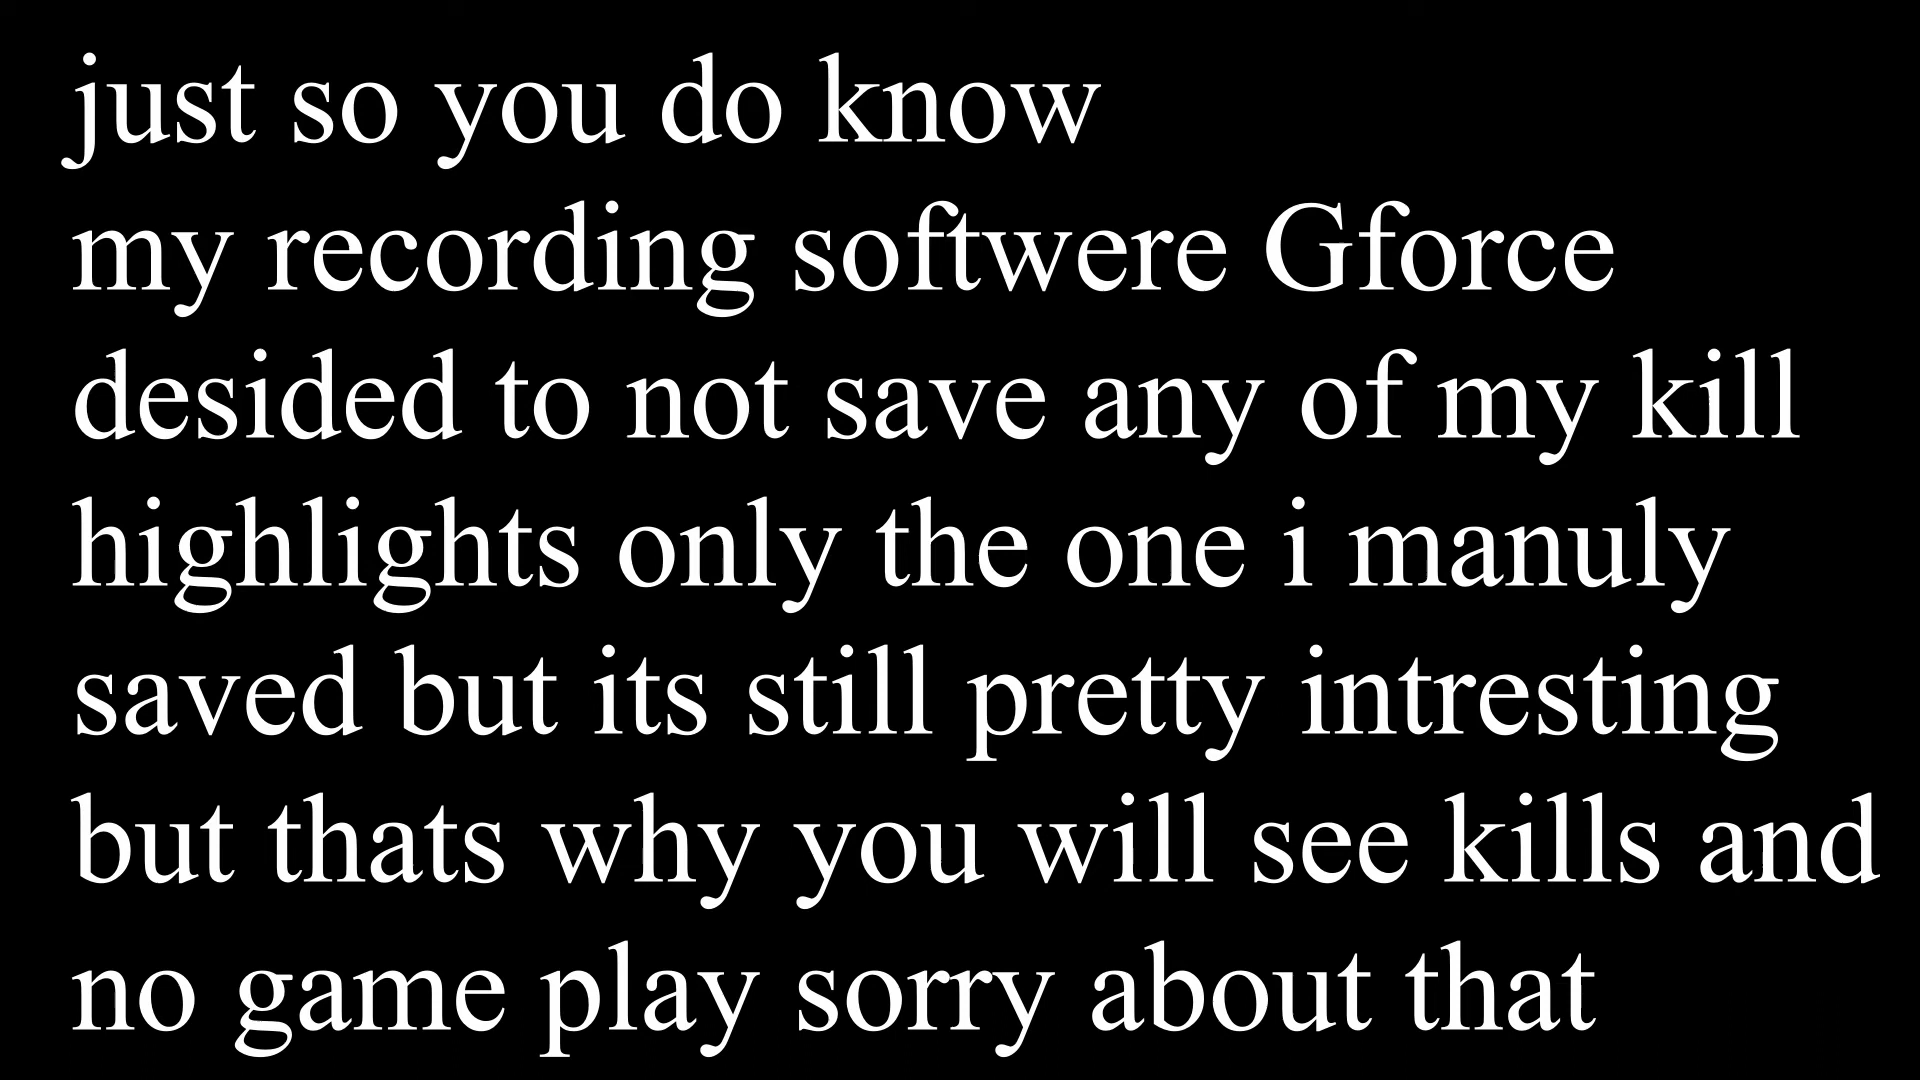 just so you do know
my recording softwere Gforce
desided to not save any of my kill
highlights only the one i manuly
saved but its still pretty intresting
but thats why you will see kills and
no game play sorry about that